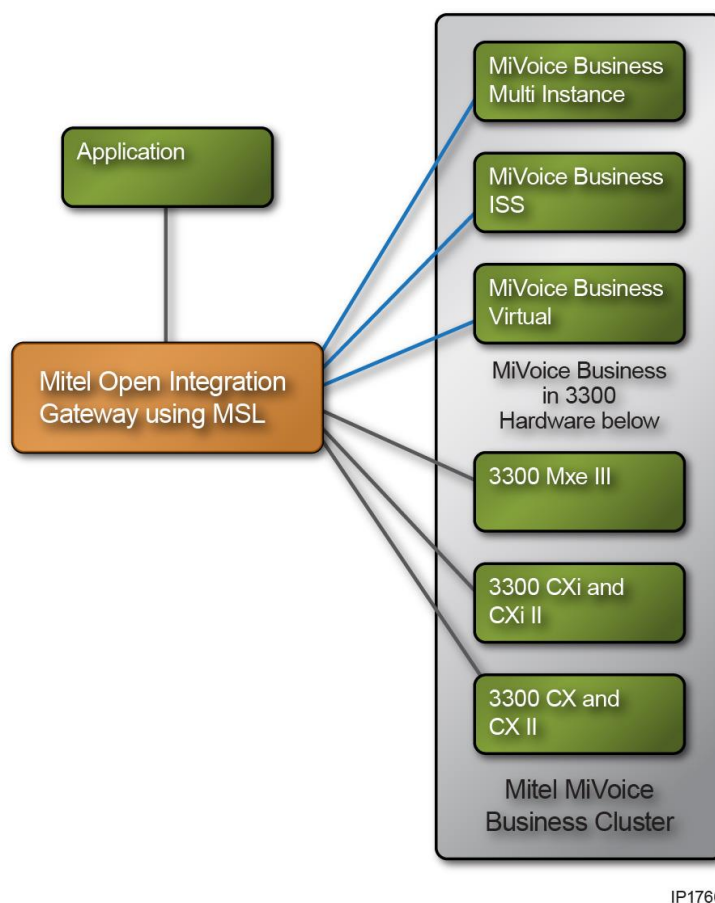 Application
Mitel Open Integration
Gateway using MSL
MiVoice Business
Multi Instance
MiVoice Business
ISS
MiVoice Business
Virtual
MiVoice Business
in 3300
Hardware below
3300 Mxe III
3300 CXi and
CXi II
3300 CX and
CX II
Mitel MiVoice
Business Cluster